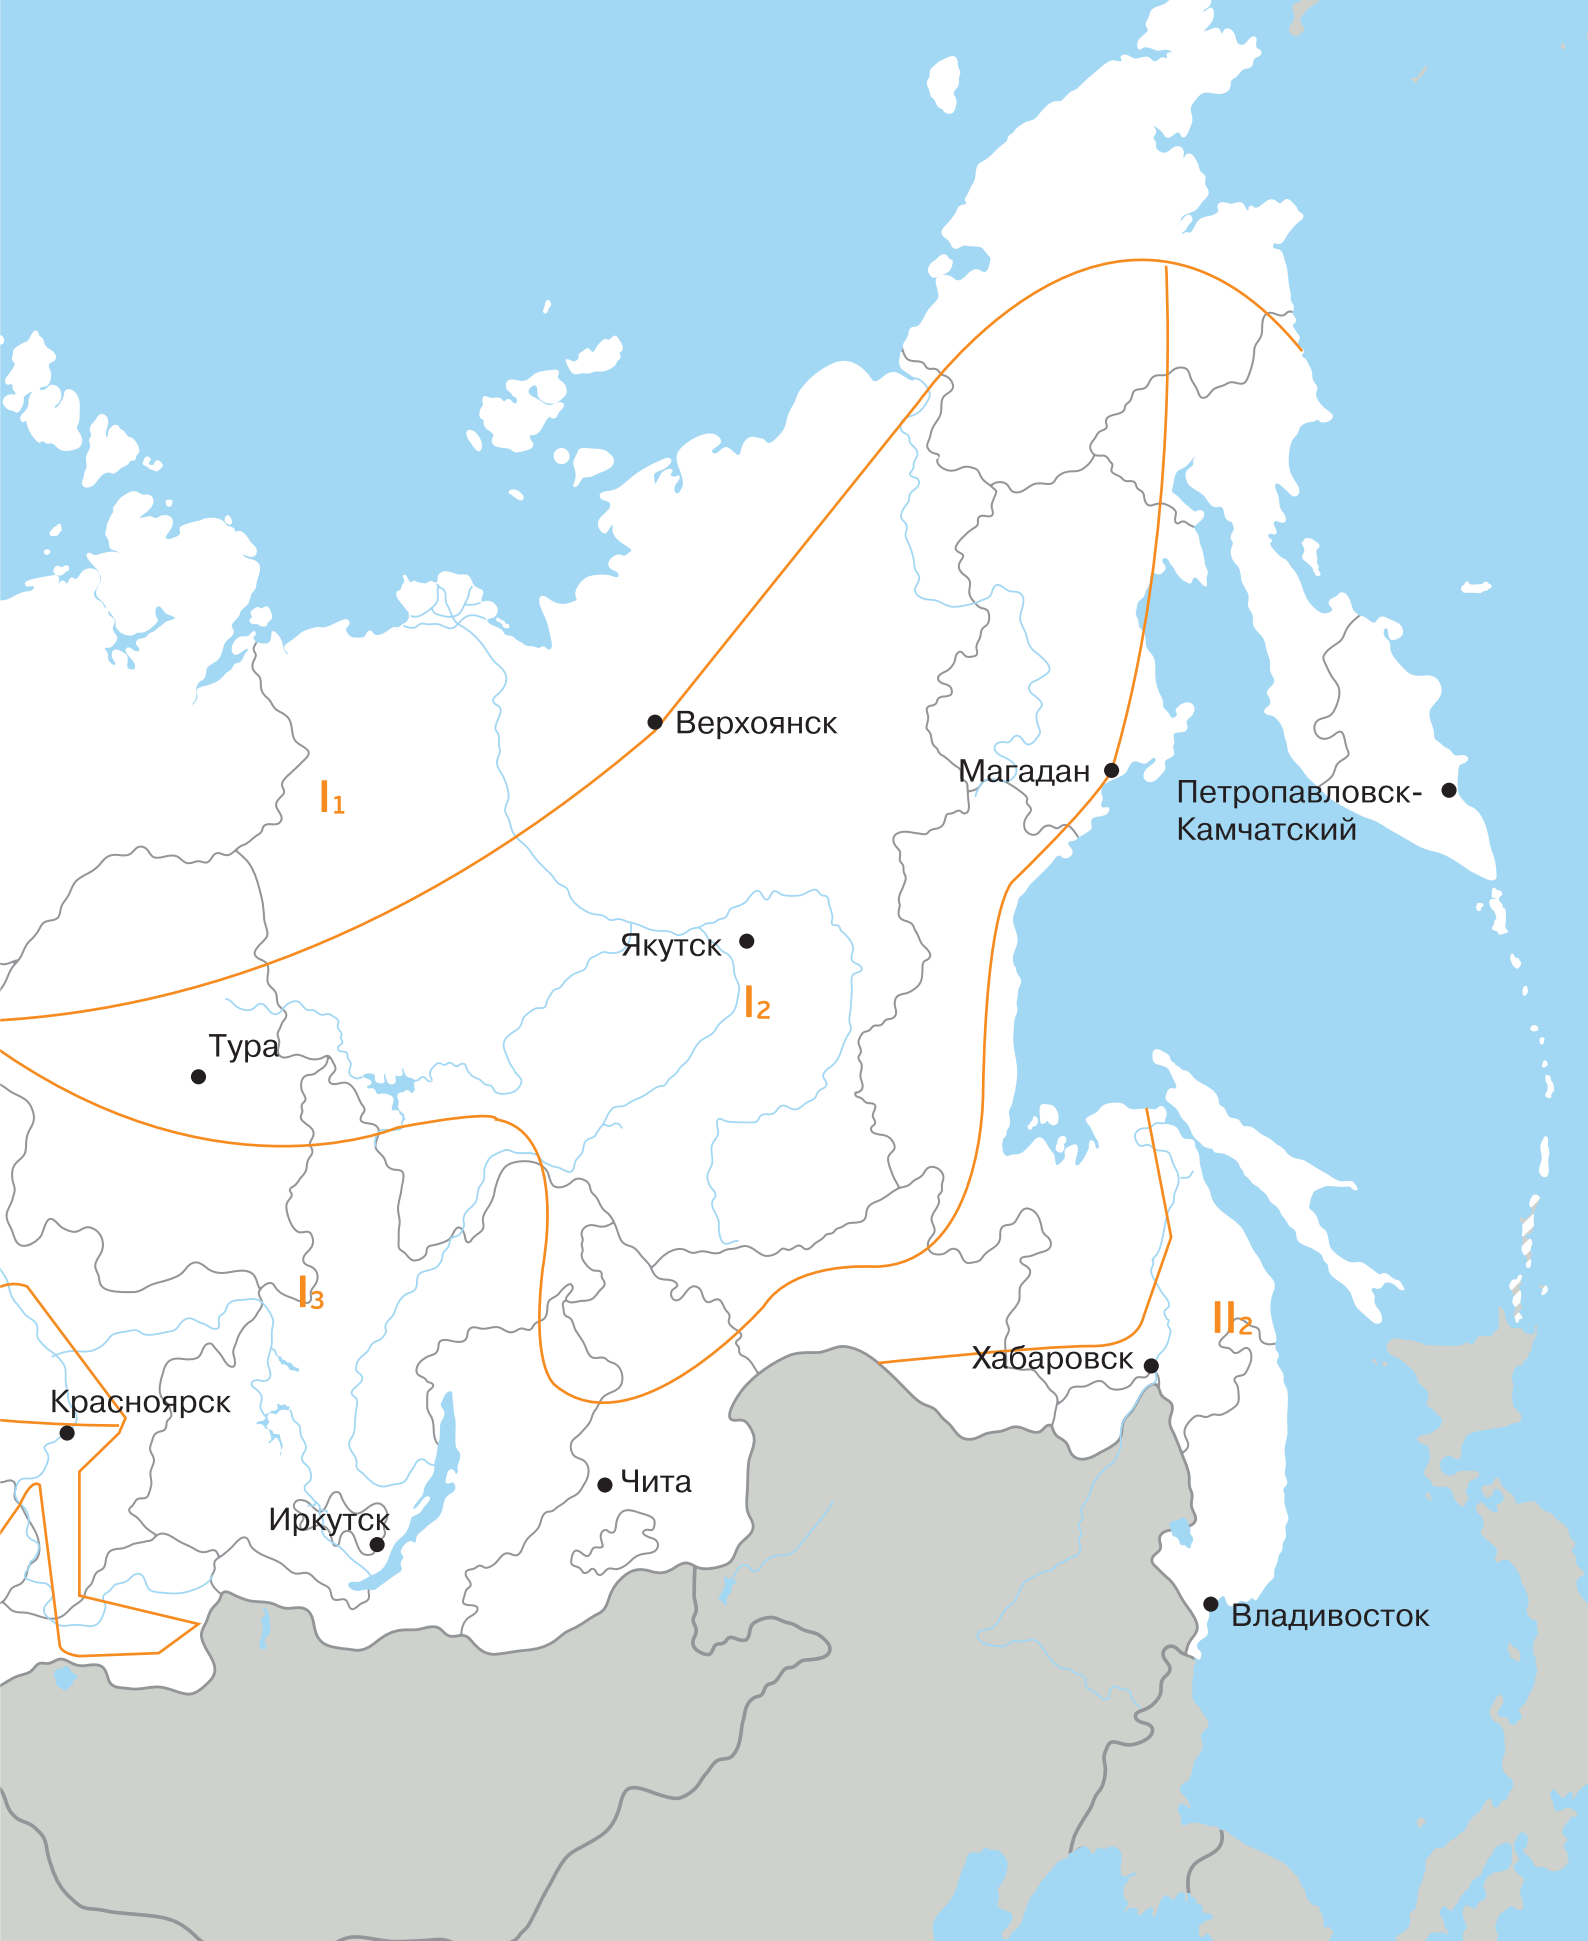 Верхоянск
I₁
Магадан
Петропавловск-
Камчатский
Якутск
I₂
Тура
I₃
II₂
Хабаровск
Красноярск
Чита
Иркутск
Владивосток